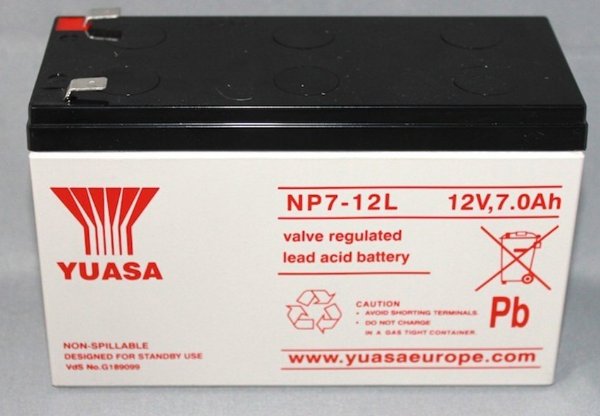 YUASA
NP7-12L 12V,7.0Ah
valve regulated
lead acid battery
CAUTION
• AVOID SHORTING TERMINALS
• DO NOT CHARGE
IN A GAS TIGHT CONTAINER.
Pb
NON-SPILLABLE
DESIGNED FOR STANDBY USE
VdS No.G189099
www.yuasaeurope.com